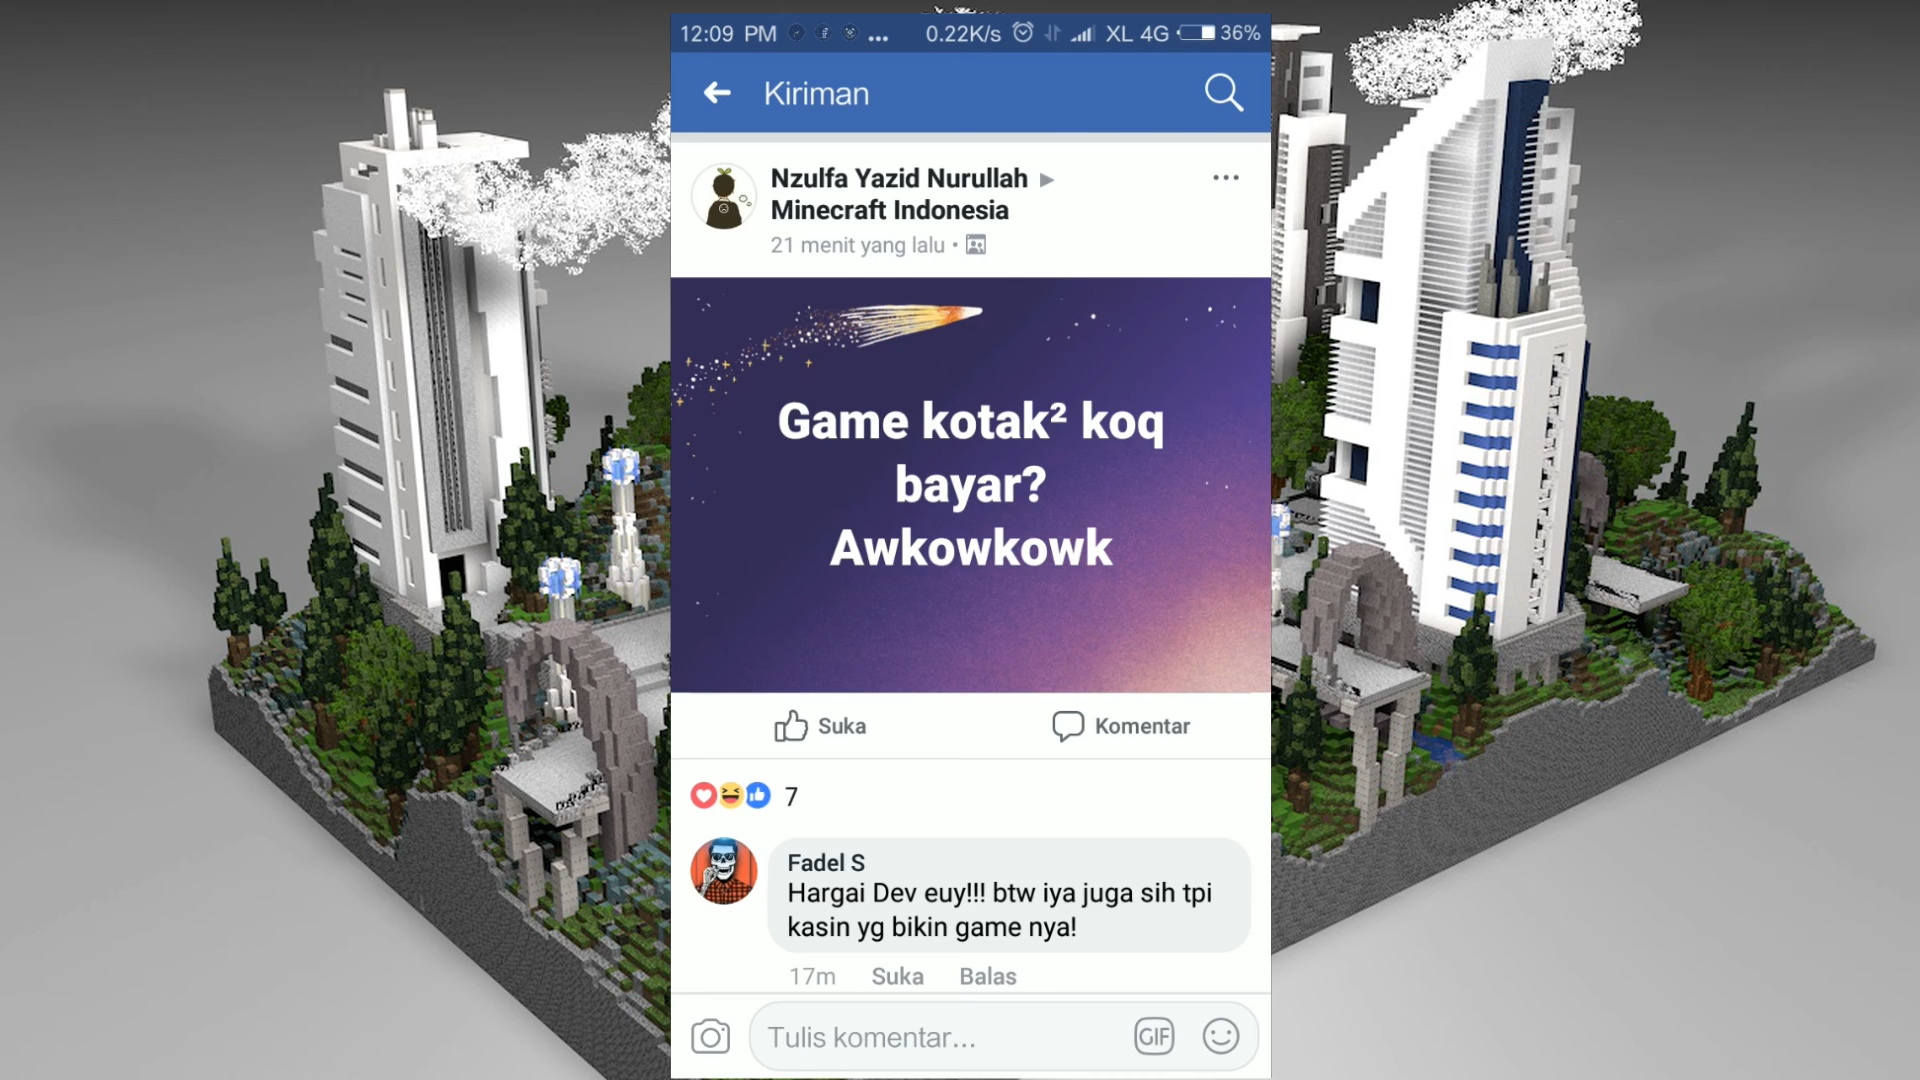 12:09 PM ... 0.22K/s XL 4G 36%
Kiriman
Nzulfa Yazid Nurullah
Minecraft Indonesia
21 menit yang lalu
Game kotak² koq
bayar?
Awkowkowk
Suka Komentar
7
Fadel S
Hargai Dev euy!!! btw iya juga sih tpi
kasin yg bikin game nya!
17m Suka Balas
Tulis komentar... GIF